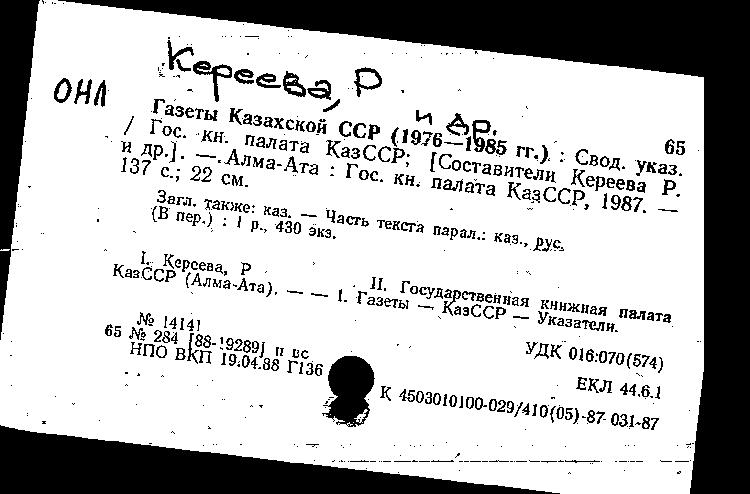 Кереева, Р
и др.
ОНЛ
65
Газеты Казахской ССР (1976—1985 гг.) : Свод. указ.
/ Гос. кн. палата КазССР; [Составители Кереева Р.
и др.]. — Алма-Ата : Гос. кн. палата КазССР, 1987. —
137 с.; 22 см.
Загл. также: каз. — Часть текста парал.: каз., рус.
(В пер.) : 1 р., 430 экз.
I. Кереева, Р
II. Государственная книжная палата
КазССР (Алма-Ата). — — 1. Газеты — КазССР — Указатели.
№ 14141
УДК 016:070(574)
65 № 284 [88-19289] п вс
НПО ВКП 19.04.88 Г136
ЕКЛ 44.6.1
К 4503010100-029/410(05)-87 031-87